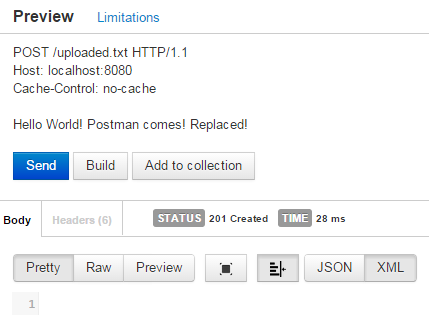 Preview Limitations
POST /uploaded.txt HTTP/1.1
Host: localhost:8080
Cache-Control: no-cache
Hello World! Postman comes! Replaced!
Send Build Add to collection
Body Headers (6) STATUS 201 Created TIME 28 ms
Pretty Raw Preview JSON XML
1